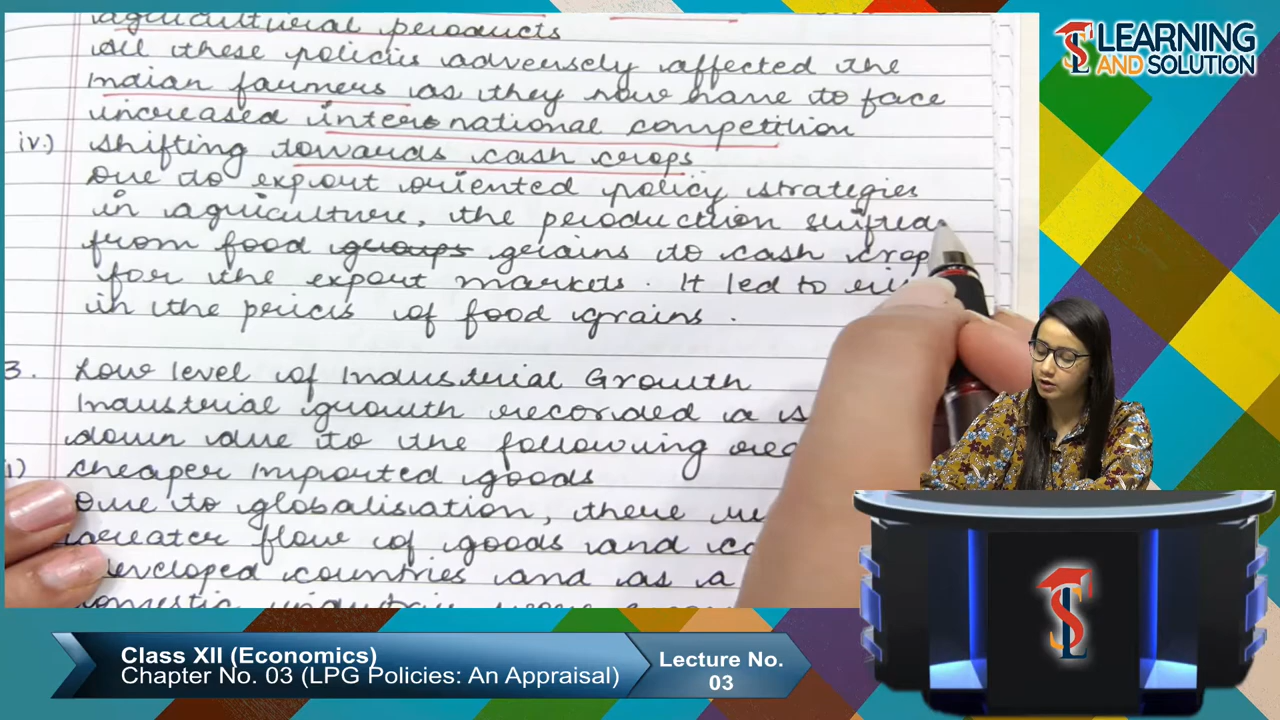 agricultural products
All these policies adversely affected the
Indian farmers as they now have to face
increased international competition
iv.) Shifting towards cash crops
Due to export oriented policy strategies
in agriculture, the production shifted
from food groups grains to cash crop
for the export markets. It led to
in the prices of food grains.
3. Low level of Industrial Growth
Industrial growth recorded a s
down due to the following
i) cheaper Imported goods
Due to globalisation, there
greater flow of goods and
developed countries and as a
domestic
LEARNING
AND SOLUTION
Class XII (Economics)
Chapter No. 03 (LPG Policies: An Appraisal)
Lecture No.
03